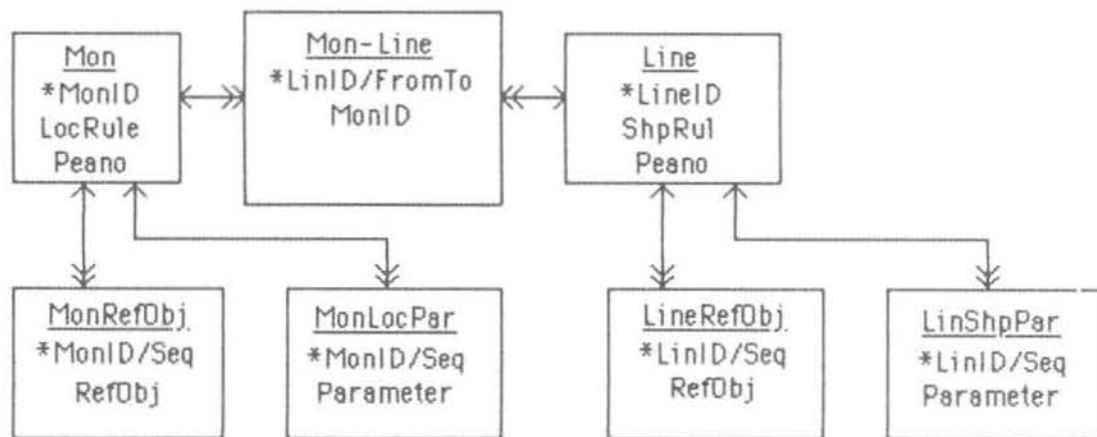 Mon
*MonID
LocRule
Peano
Mon-Line
*LinID/FromTo
MonID
Line
*LineID
ShpRul
Peano
MonRefObj
*MonID/Seq
RefObj
MonLocPar
*MonID/Seq
Parameter
LineRefObj
*LinID/Seq
RefObj
LinShpPar
*LinID/Seq
Parameter